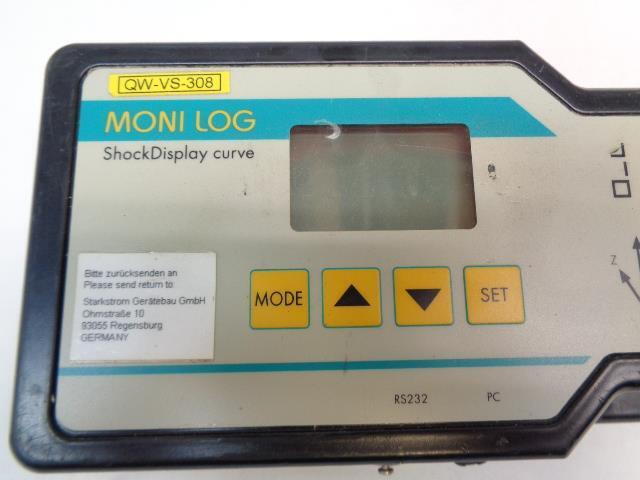 QW-VS-308
MONI LOG
ShockDisplay curve
Bitte zurücksenden an
Please send return to:
Starkstrom Gerätebau GmbH
Ohmstraße 10
93055 Regensburg
GERMANY
MODE
SET
Z
RS232
PC